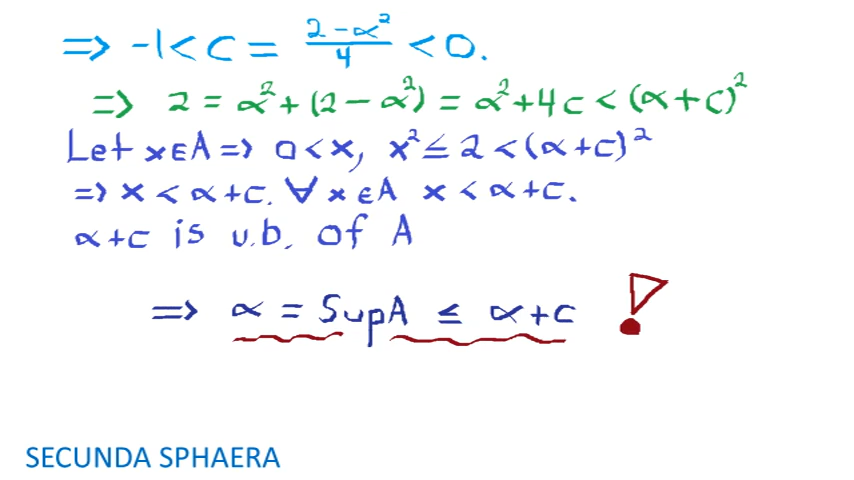 ⇒ -1 < c = (2-α²)/4 < 0.
⇒ 2 = α² + (2-α²) = α² + 4c < (α+c)²
Let x∈A ⇒ 0<x, x² ≤ 2 < (α+c)²
⇒ x < α+c. ∀ x∈A x < α+c.
α+c is u.b. of A
⇒ α = SupA ≤ α+c !
SECUNDA SPHAERA